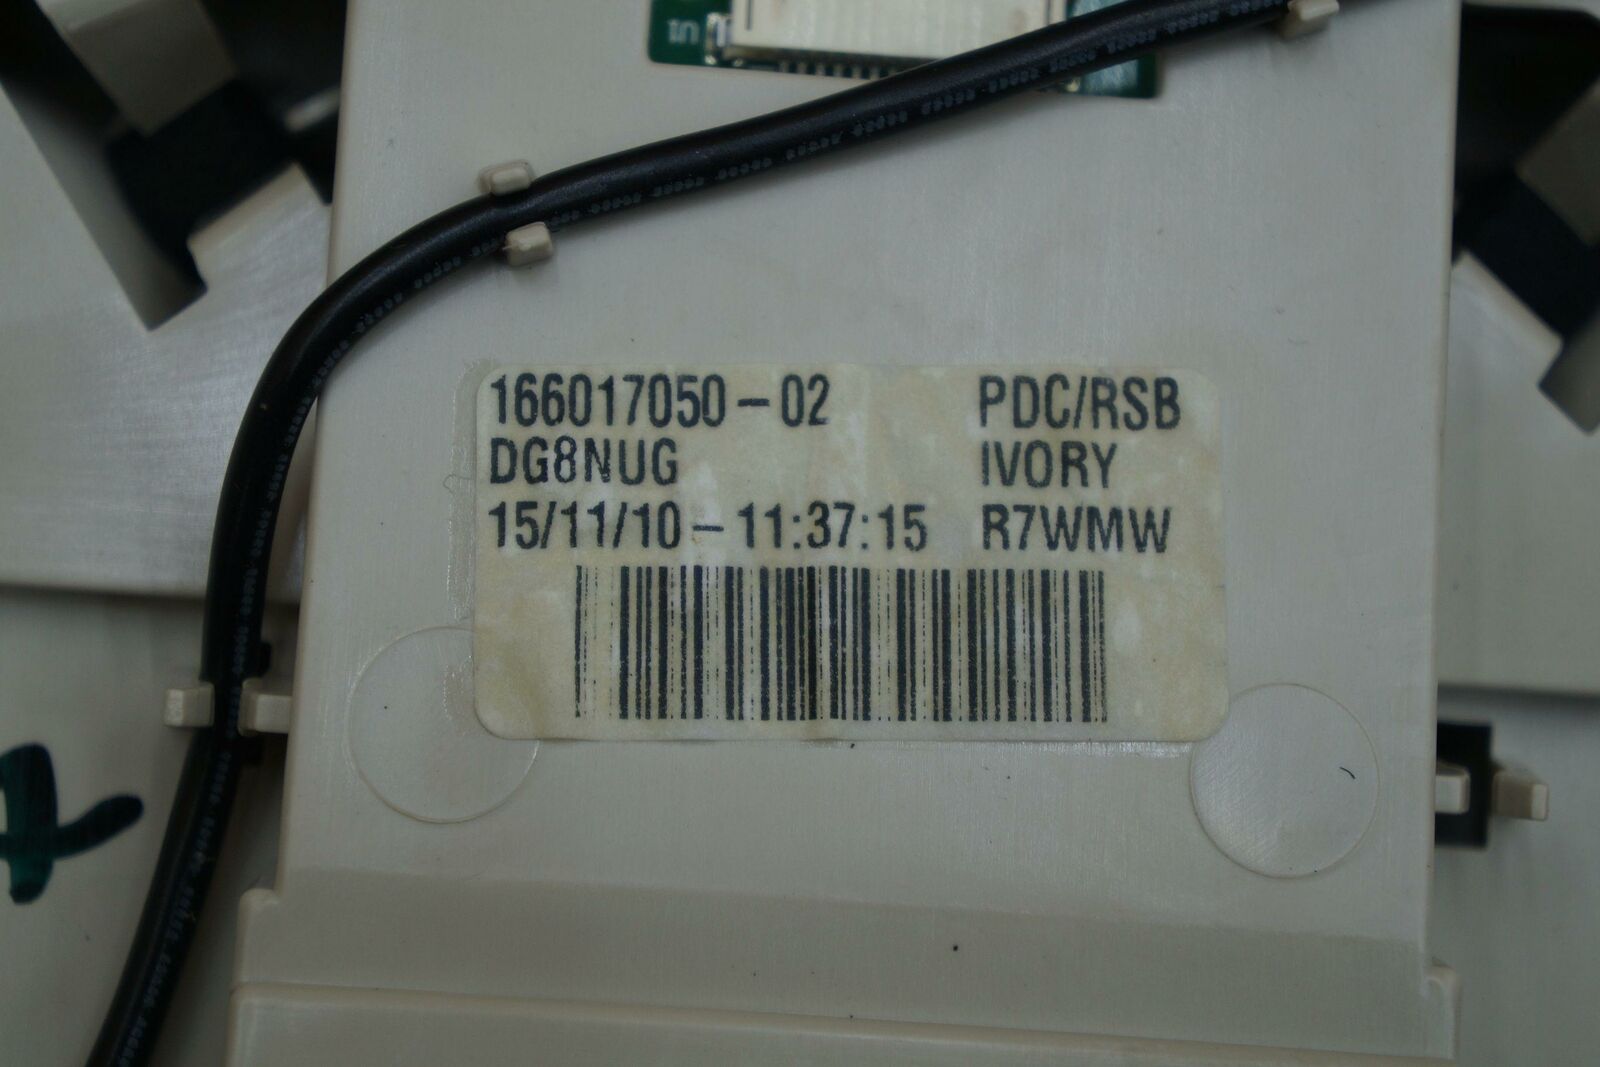 166017050-02 PDC/RSB
DG8NUG IVORY
15/11/10-11:37:15 R7WMW